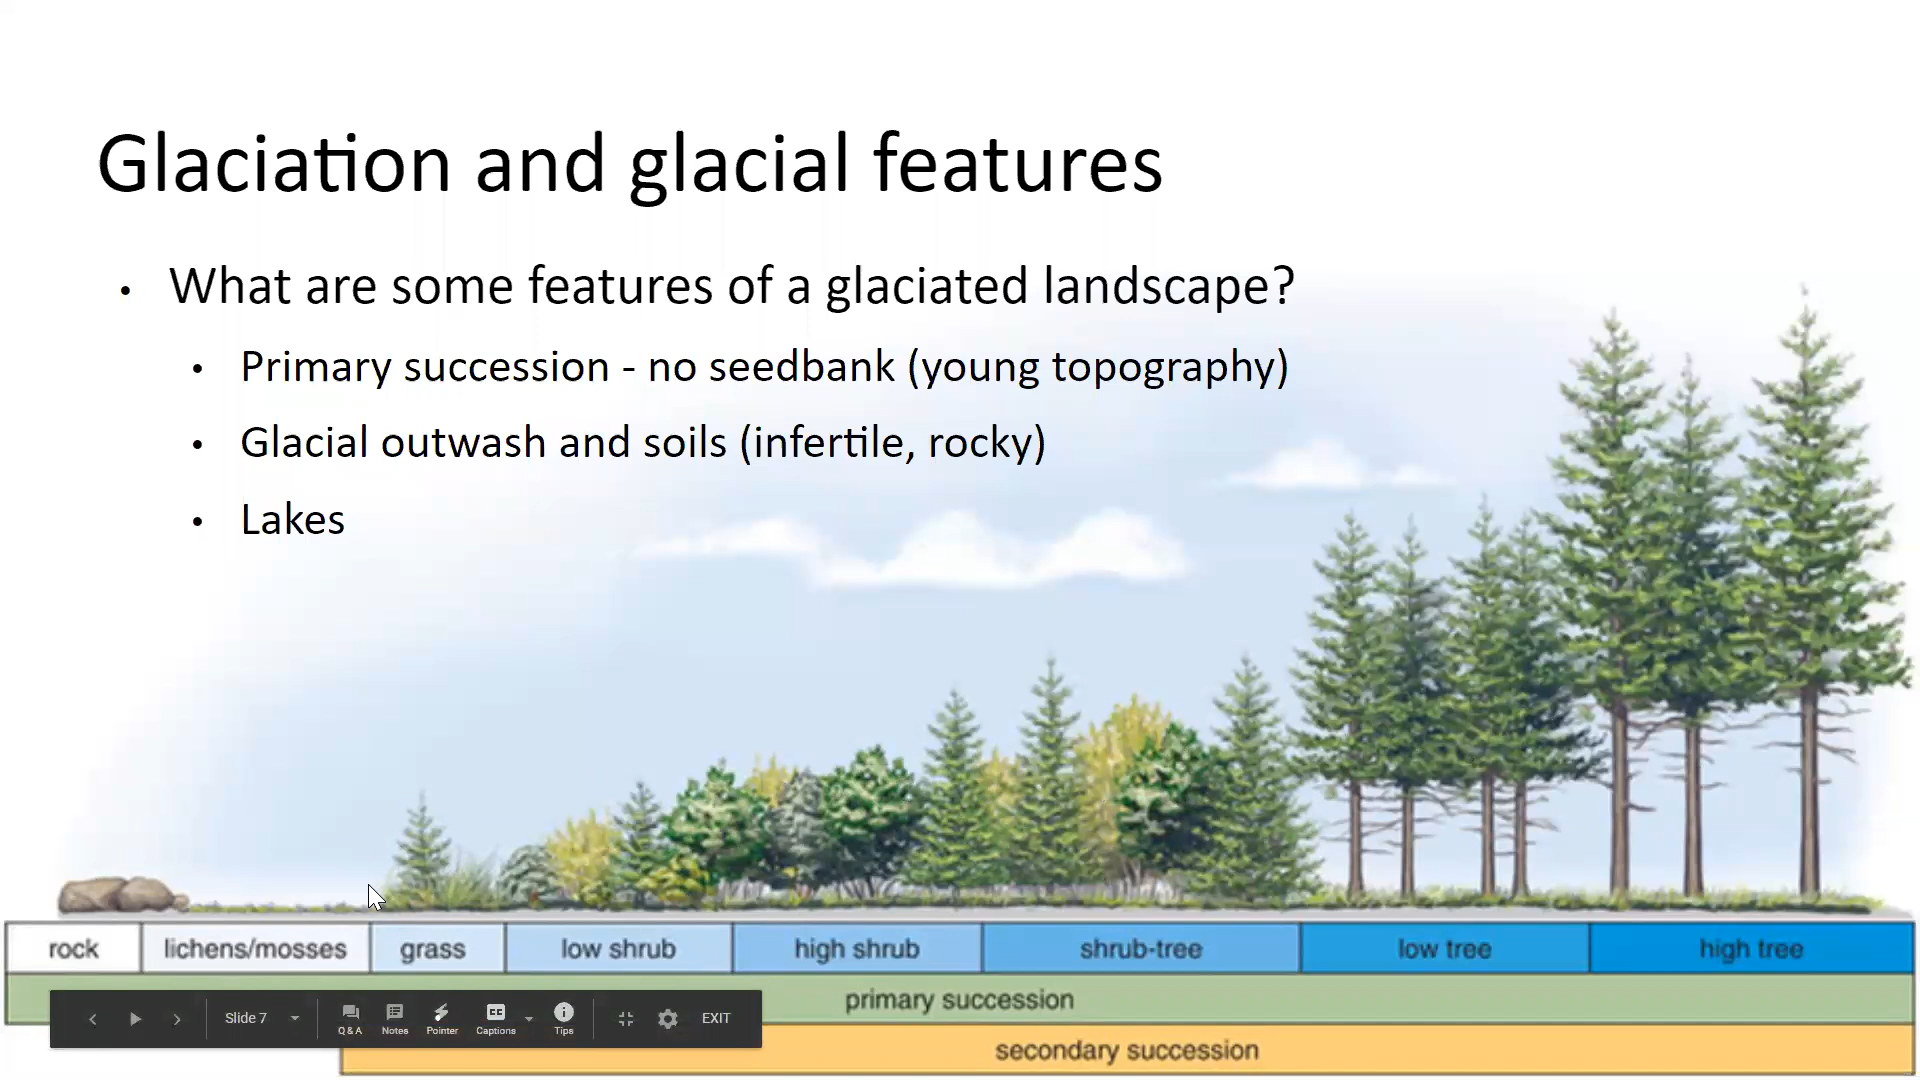 Glaciation and glacial features
• What are some features of a glaciated landscape?
• Primary succession - no seedbank (young topography)
• Glacial outwash and soils (infertile, rocky)
• Lakes
rock lichens/mosses grass low shrub high shrub shrub-tree low tree high tree
primary succession
Slide 7 Q&A Notes Pointer CC Captions Tips EXIT
secondary succession